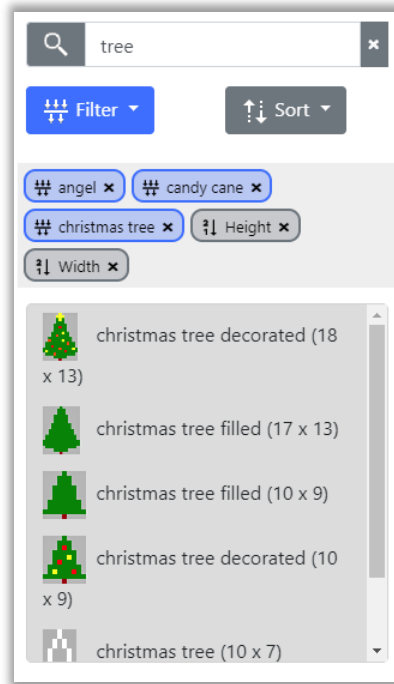 tree
Filter Sort
angel × candy cane ×
christmas tree × Height ×
Width ×
christmas tree decorated (18
x 13)
christmas tree filled (17 x 13)
christmas tree filled (10 x 9)
christmas tree decorated (10
x 9)
christmas tree (10 x 7)